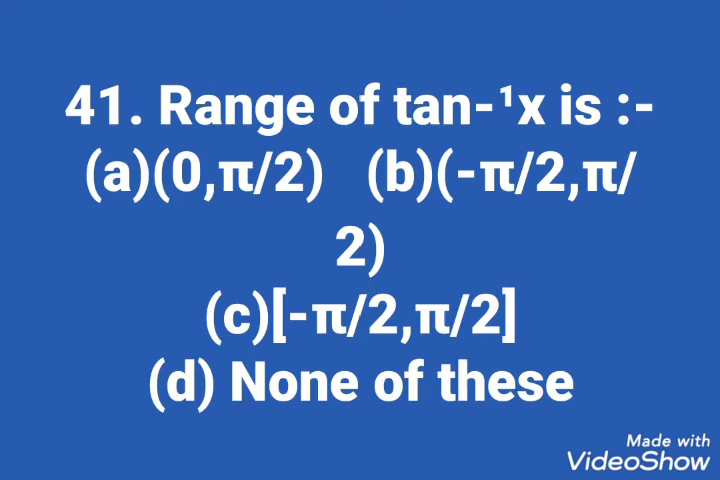 41. Range of tan-¹x is :-
(a)(0,π/2) (b)(-π/2,π/
2)
(c)[-π/2,π/2]
(d) None of these
Made with
VideoShow